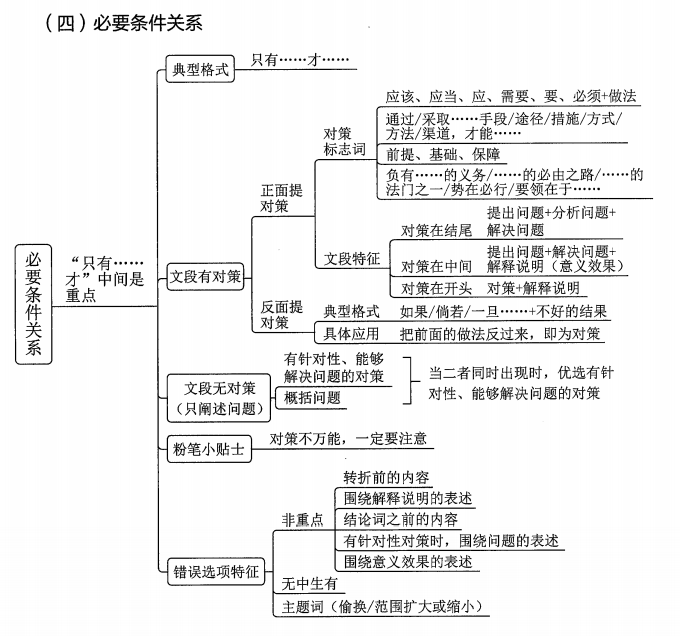 （四）必要条件关系
必要条件关系
“只有……
才”中间是
重点
典型格式
只有……才……
文段有对策
正面提
对策
对策
标志词
应该、应当、应、需要、要、必须+做法
通过/采取……手段/途径/措施/方式/
方法/渠道，才能……
前提、基础、保障
负有……的义务/……的必由之路/……的
法门之一/势在必行/要领在于……
文段特征
对策在结尾
提出问题+分析问题+
解决问题
对策在中间
提出问题+解决问题+
解释说明（意义效果）
对策在开头
对策+解释说明
反面提
对策
典型格式
如果/倘若/一旦……+不好的结果
具体应用
把前面的做法反过来，即为对策
文段无对策
（只阐述问题）
有针对性、能够
解决问题的对策
概括问题
当二者同时出现时，优选有针
对性、能够解决问题的对策
粉笔小贴士
对策不万能，一定要注意
错误选项特征
非重点
转折前的内容
围绕解释说明的表述
结论词之前的内容
有针对性对策时，围绕问题的表述
围绕意义效果的表述
无中生有
主题词（偷换/范围扩大或缩小）